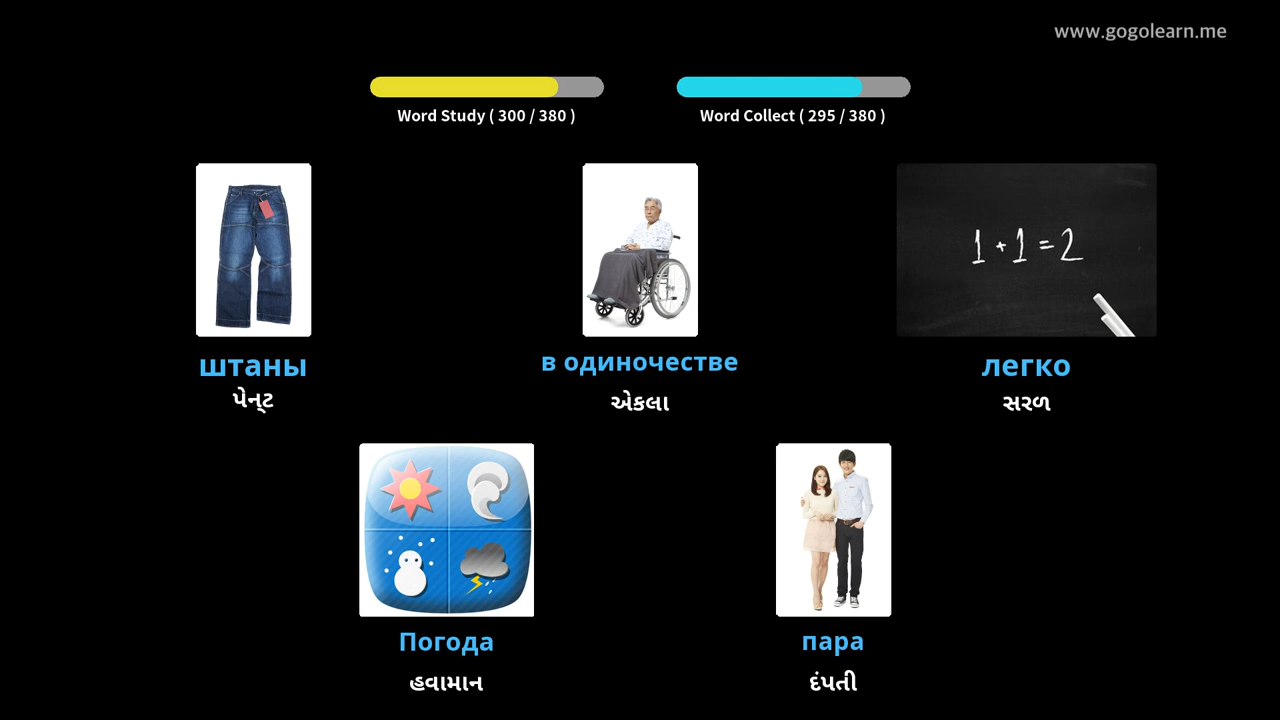 www.gogolearn.me
Word Study ( 300 / 380 )
Word Collect ( 295 / 380 )
1 + 1 = 2
штаны
в одиночестве
легко
પેન્ટ
એકલા
સરળ
Погода
пара
હવામાન
દંપતી